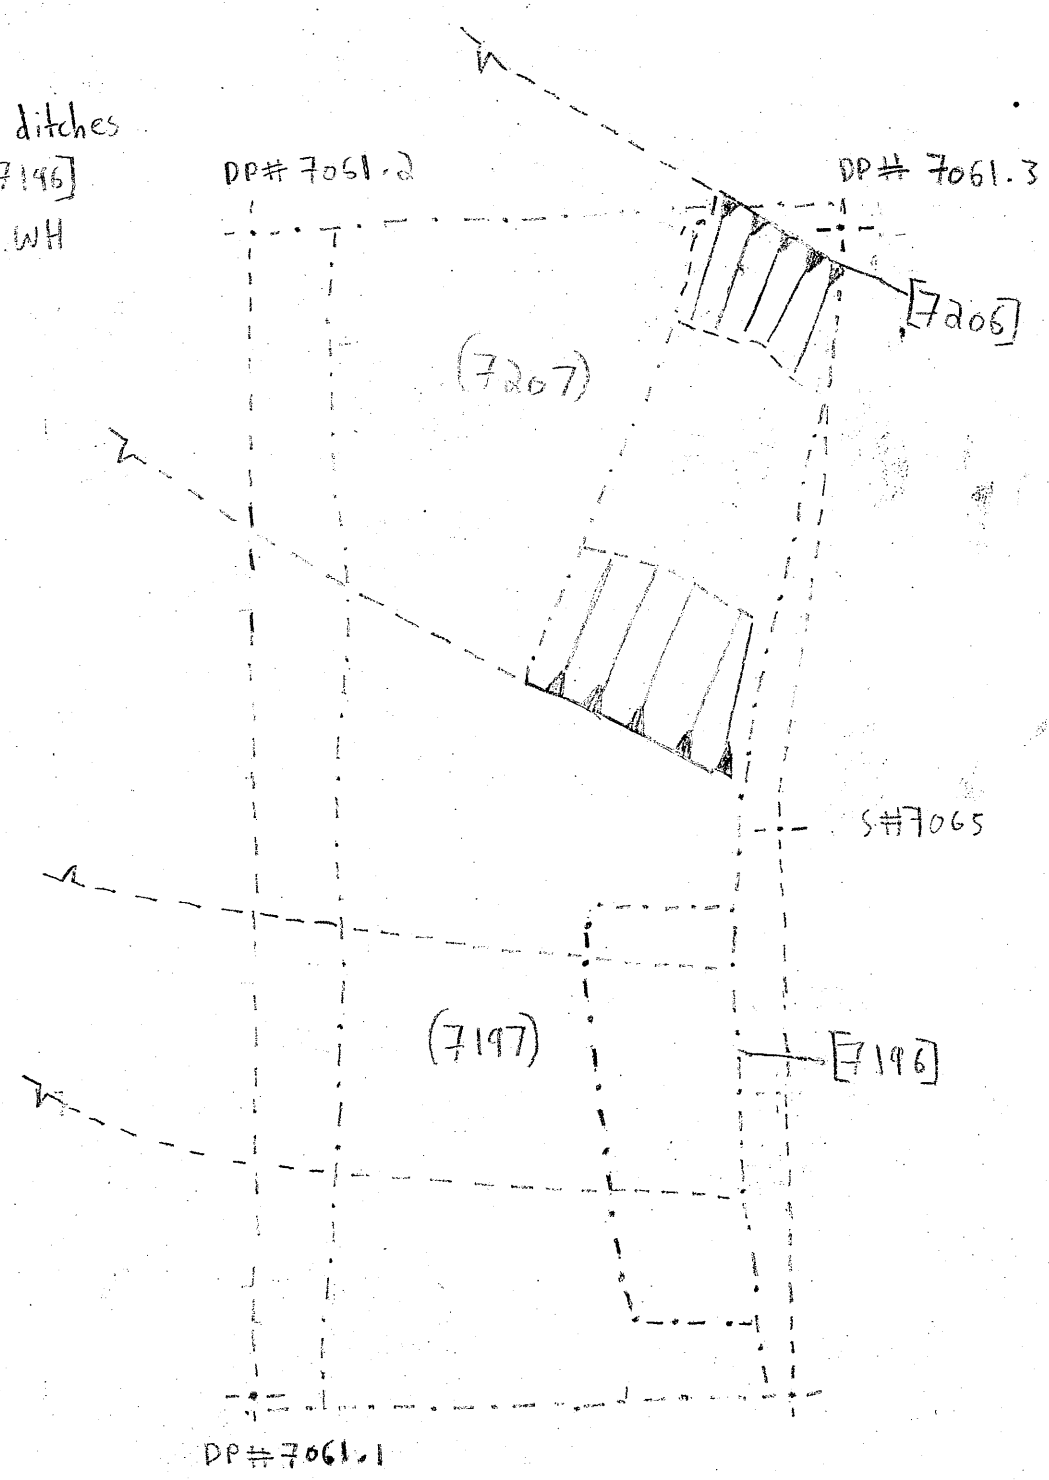 ditches
7196]
WH
DP# 7061.2
DP# 7061.3
[7206]
(7207)
S#7065
(7197)
[7196]
DP#7061.1